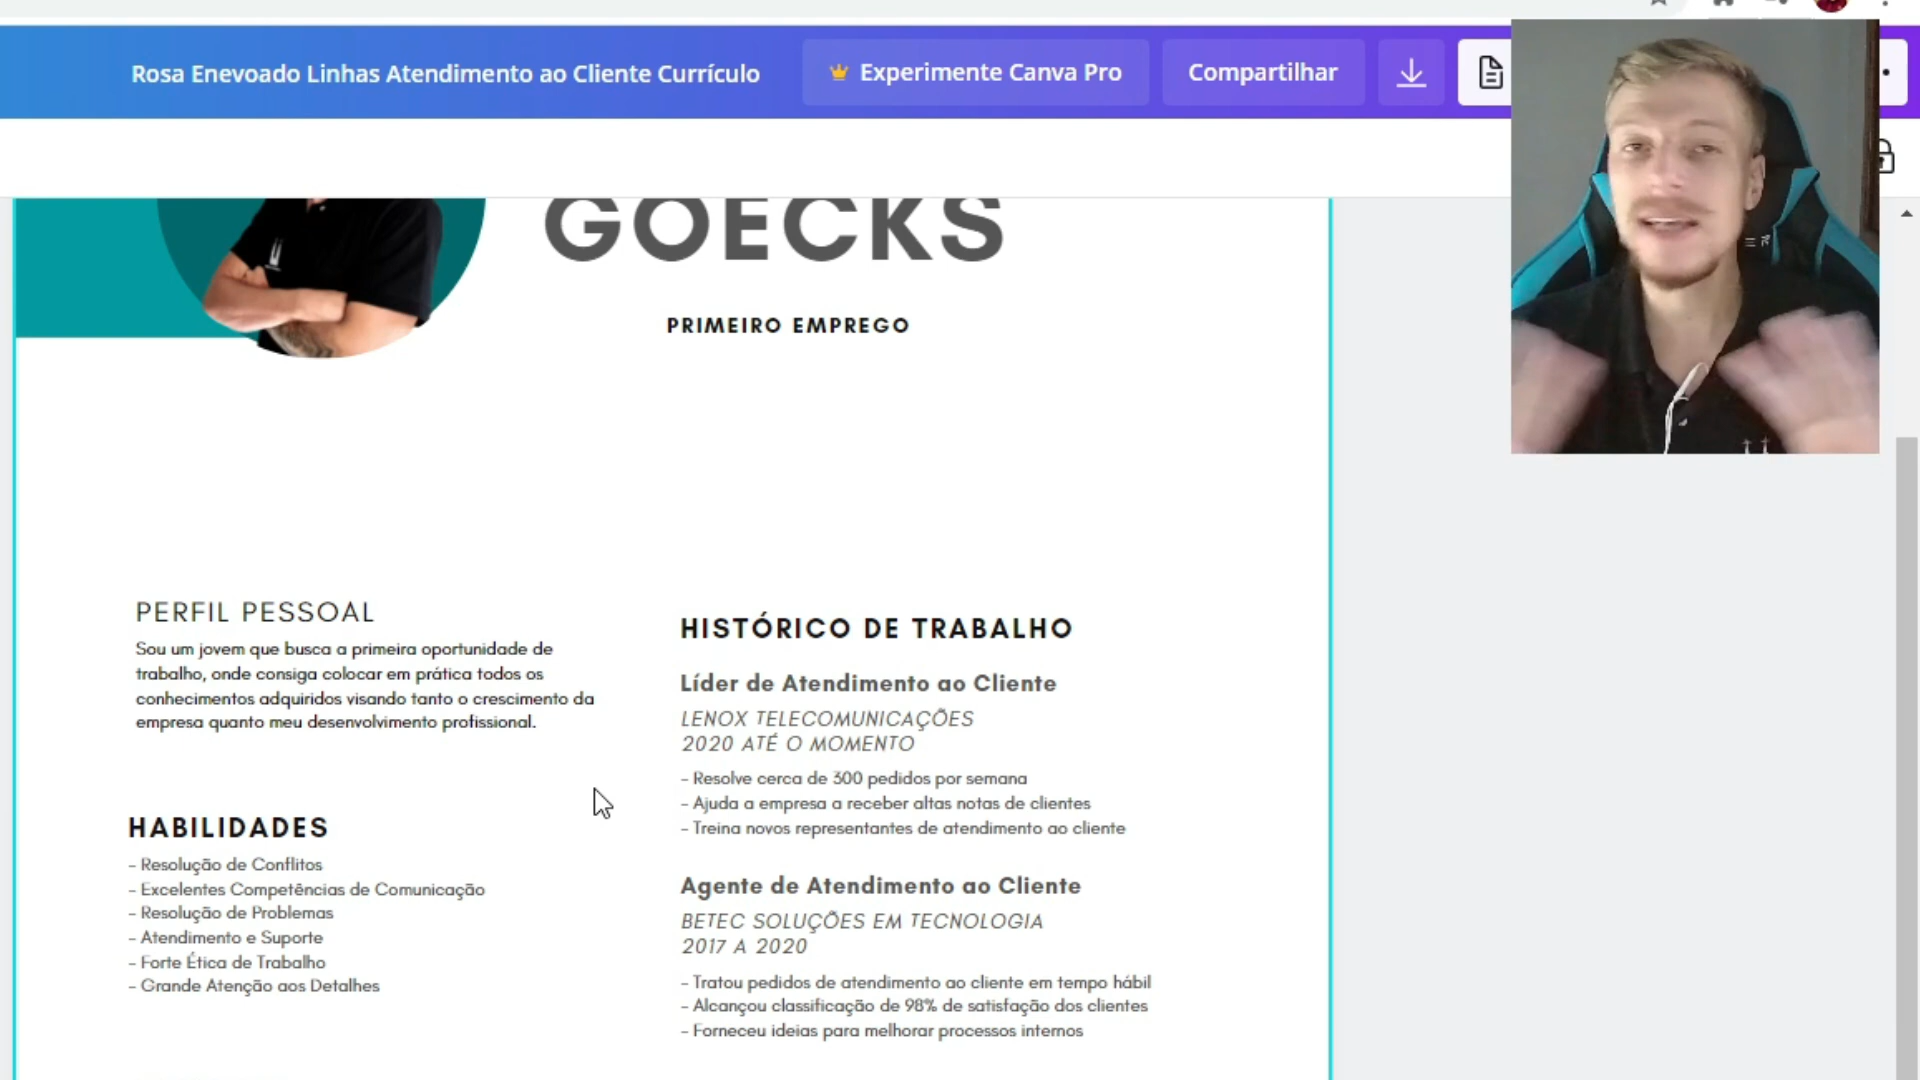 Rosa Enevoado Linhas Atendimento ao Cliente Currículo
Experimente Canva Pro
Compartilhar
GOECKS
PRIMEIRO EMPREGO
PERFIL PESSOAL
Sou um jovem que busca a primeira oportunidade de
trabalho, onde consiga colocar em prática todos os
conhecimentos adquiridos visando tanto o crescimento da
empresa quanto meu desenvolvimento profissional.
HABILIDADES
- Resolução de Conflitos
- Excelentes Competências de Comunicação
- Resolução de Problemas
- Atendimento e Suporte
- Forte Ética de Trabalho
- Grande Atenção aos Detalhes
HISTÓRICO DE TRABALHO
Líder de Atendimento ao Cliente
LENOX TELECOMUNICAÇÕES
2020 ATÉ O MOMENTO
- Resolve cerca de 300 pedidos por semana
- Ajuda a empresa a receber altas notas de clientes
- Treina novos representantes de atendimento ao cliente
Agente de Atendimento ao Cliente
BETEC SOLUÇÕES EM TECNOLOGIA
2017 A 2020
- Tratou pedidos de atendimento ao cliente em tempo hábil
- Alcançou classificação de 98% de satisfação dos clientes
- Forneceu ideias para melhorar processos internos